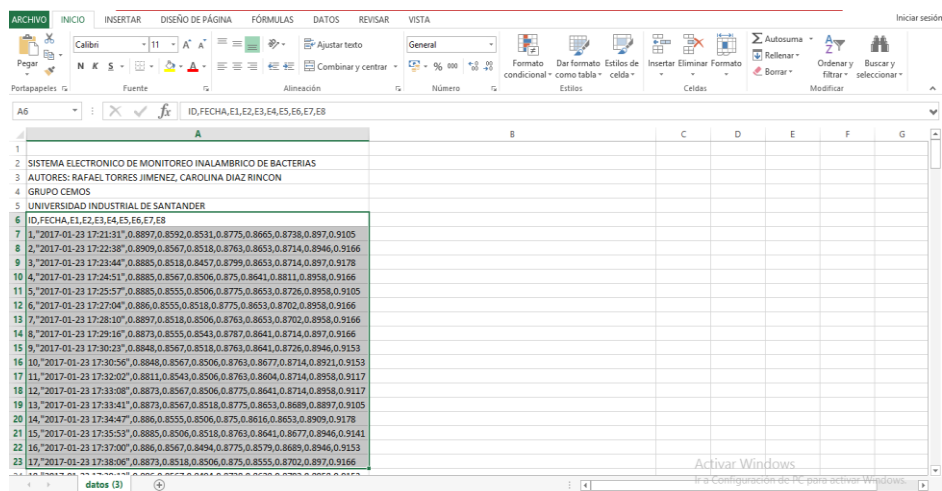 ARCHIVO INICIO INSERTAR DISEÑO DE PÁGINA FÓRMULAS DATOS REVISAR VISTA Iniciar sesión
Pegar
Calibri 11
N K S
Ajustar texto
Combinar y centrar
General
% 000
Formato condicional
Dar formato como tabla
Estilos de celda
Insertar Eliminar Formato
Autosuma
Rellenar
Borrar
Ordenar y filtrar
Buscar y seleccionar
Portapapeles Fuente Alineación Número Estilos Celdas Modificar
A6 fx ID,FECHA,E1,E2,E3,E4,E5,E6,E7,E8
A B C D E F G
1
2 SISTEMA ELECTRONICO DE MONITOREO INALAMBRICO DE BACTERIAS
3 AUTORES: RAFAEL TORRES JIMENEZ, CAROLINA DIAZ RINCON
4 GRUPO CEMOS
5 UNIVERSIDAD INDUSTRIAL DE SANTANDER
6 ID,FECHA,E1,E2,E3,E4,E5,E6,E7,E8
7 1,"2017-01-23 17:21:31",0.8897,0.8592,0.8531,0.8775,0.8665,0.8738,0.897,0.9105
8 2,"2017-01-23 17:22:38",0.8909,0.8567,0.8518,0.8763,0.8653,0.8714,0.8946,0.9166
9 3,"2017-01-23 17:23:44",0.8885,0.8518,0.8457,0.8799,0.8653,0.8714,0.897,0.9178
10 4,"2017-01-23 17:24:51",0.8885,0.8567,0.8506,0.875,0.8641,0.8811,0.8958,0.9166
11 5,"2017-01-23 17:25:57",0.8885,0.8555,0.8506,0.8775,0.8653,0.8726,0.8958,0.9105
12 6,"2017-01-23 17:27:04",0.886,0.8555,0.8518,0.8775,0.8653,0.8702,0.8958,0.9166
13 7,"2017-01-23 17:28:10",0.8897,0.8518,0.8506,0.8763,0.8653,0.8702,0.8958,0.9166
14 8,"2017-01-23 17:29:16",0.8873,0.8555,0.8543,0.8787,0.8641,0.8714,0.897,0.9166
15 9,"2017-01-23 17:30:23",0.8848,0.8567,0.8518,0.8763,0.8641,0.8726,0.8946,0.9153
16 10,"2017-01-23 17:30:56",0.8848,0.8567,0.8506,0.8763,0.8677,0.8714,0.8921,0.9153
17 11,"2017-01-23 17:32:02",0.8811,0.8543,0.8506,0.8763,0.8604,0.8714,0.8958,0.9117
18 12,"2017-01-23 17:33:08",0.8873,0.8567,0.8506,0.8775,0.8641,0.8714,0.8958,0.9117
19 13,"2017-01-23 17:33:41",0.8873,0.8567,0.8518,0.8775,0.8653,0.8689,0.8897,0.9105
20 14,"2017-01-23 17:34:47",0.886,0.8555,0.8506,0.875,0.8616,0.8653,0.8909,0.9178
21 15,"2017-01-23 17:35:53",0.8885,0.8506,0.8518,0.8763,0.8641,0.8677,0.8946,0.9141
22 16,"2017-01-23 17:37:00",0.886,0.8567,0.8494,0.8775,0.8579,0.8689,0.8946,0.9153
23 17,"2017-01-23 17:38:06",0.8873,0.8518,0.8506,0.875,0.8555,0.8702,0.897,0.9166
Activar Windows
Ir a Configuración de PC para activar Windows.
datos (3)